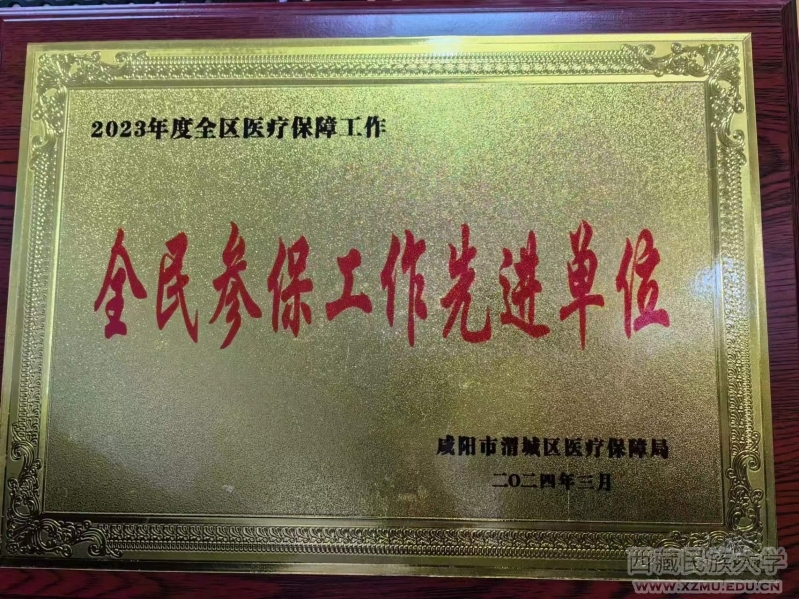 2023年度全区医疗保障工作
全民参保工作先进单位
咸阳市渭城区医疗保障局
二〇二四年三月
西藏民族大学
WWW.XZMU.EDU.CN